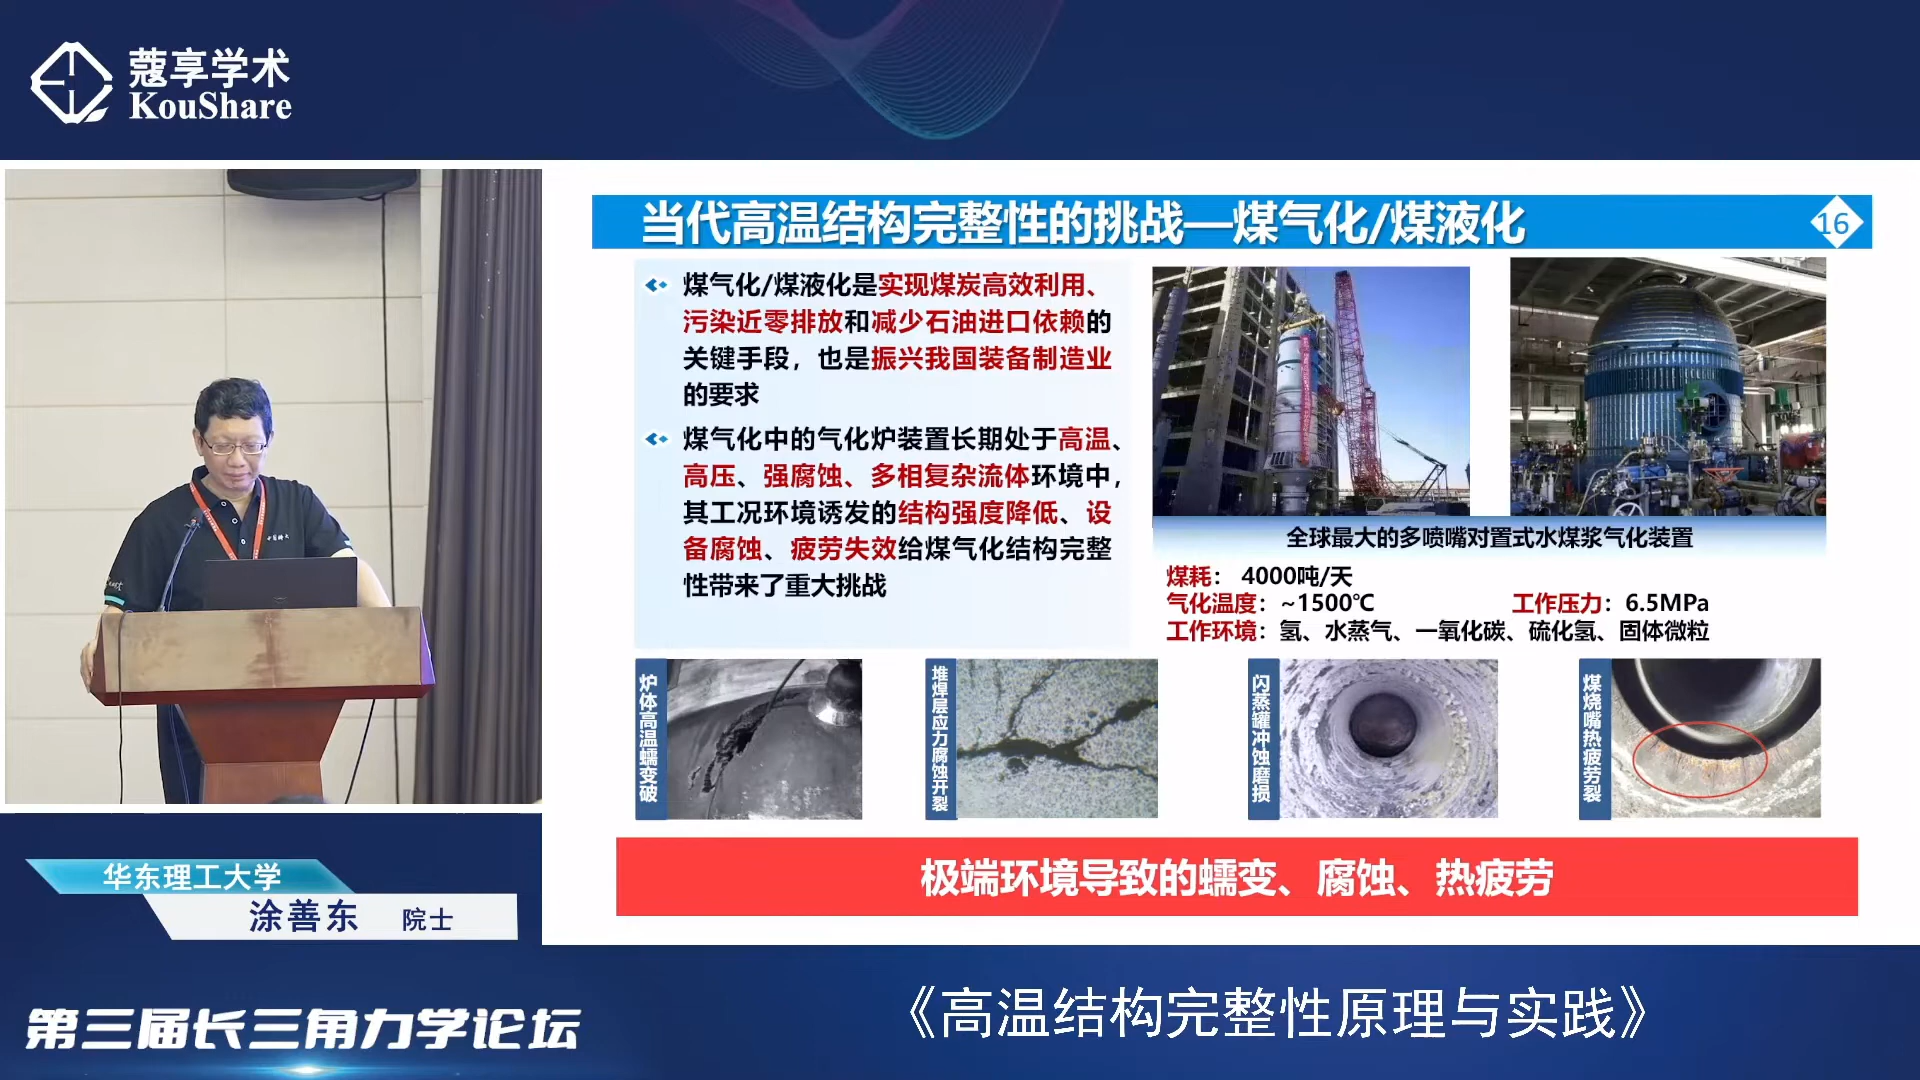 蔻享学术
KouShare
当代高温结构完整性的挑战—煤气化/煤液化
16
煤气化/煤液化是实现煤炭高效利用、
污染近零排放和减少石油进口依赖的
关键手段，也是振兴我国装备制造业
的要求
煤气化中的气化炉装置长期处于高温、
高压、强腐蚀、多相复杂流体环境中，
其工况环境诱发的结构强度降低、设
备腐蚀、疲劳失效给煤气化结构完整
性带来了重大挑战
全球最大的多喷嘴对置式水煤浆气化装置
煤耗： 4000吨/天
气化温度：~1500℃
工作压力：6.5MPa
工作环境：氢、水蒸气、一氧化碳、硫化氢、固体微粒
炉体高温蠕变破
堆焊层应力腐蚀开裂
闪蒸罐冲蚀磨损
煤烧嘴热疲劳裂
极端环境导致的蠕变、腐蚀、热疲劳
华东理工大学
涂善东 院士
第三届长三角力学论坛
《高温结构完整性原理与实践》